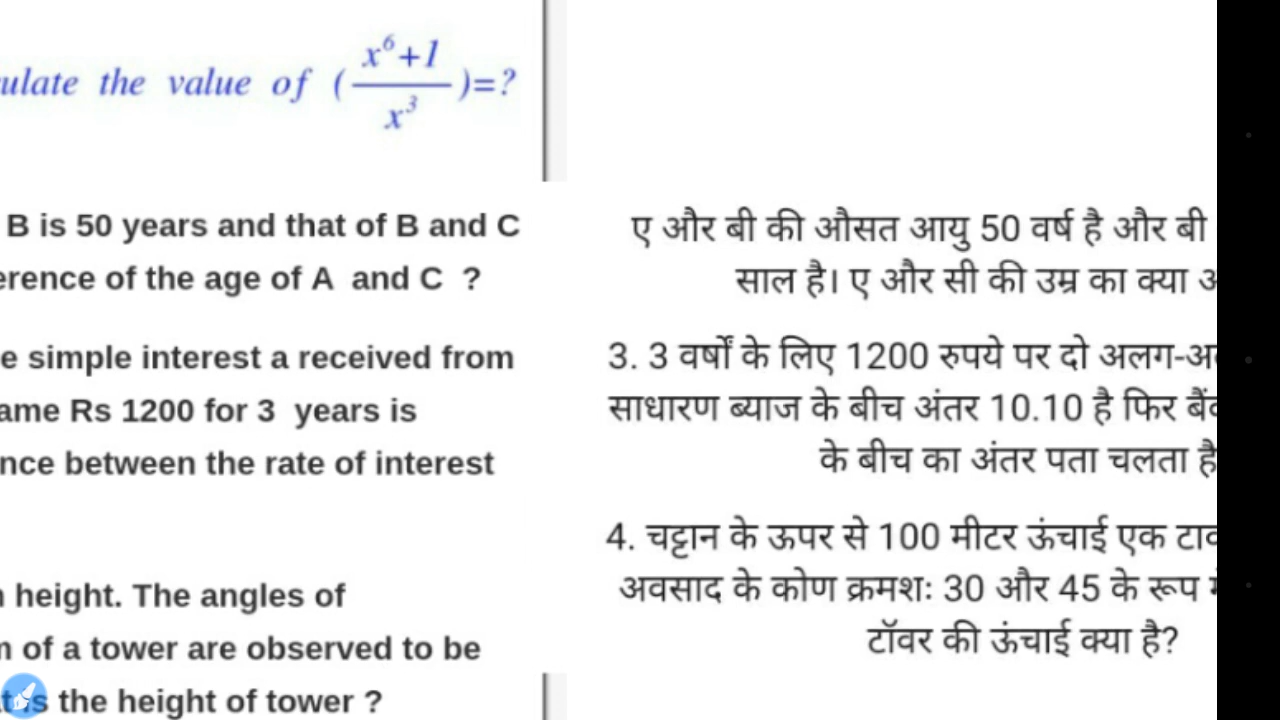 ulate the value of (x⁶+1/x³)=?
B is 50 years and that of B and C
erence of the age of A and C ?
e simple interest a received from
ame Rs 1200 for 3 years is
nce between the rate of interest
height. The angles of
m of a tower are observed to be
is the height of tower ?
ए और बी की औसत आयु 50 वर्ष है और बी
साल है। ए और सी की उम्र का क्या
3. 3 वर्षों के लिए 1200 रुपये पर दो अलग-अ
साधारण ब्याज के बीच अंतर 10.10 है फिर बैं
के बीच का अंतर पता चलता है
4. चट्टान के ऊपर से 100 मीटर ऊंचाई एक टा
अवसाद के कोण क्रमशः 30 और 45 के रूप
टॉवर की ऊंचाई क्या है?